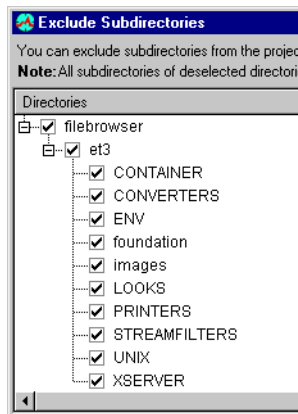 Exclude Subdirectories
You can exclude subdirectories from the projec
Note: All subdirectories of deselected directori
Directories
filebrowser
et3
CONTAINER
CONVERTERS
ENV
foundation
images
LOOKS
PRINTERS
STREAMFILTERS
UNIX
XSERVER